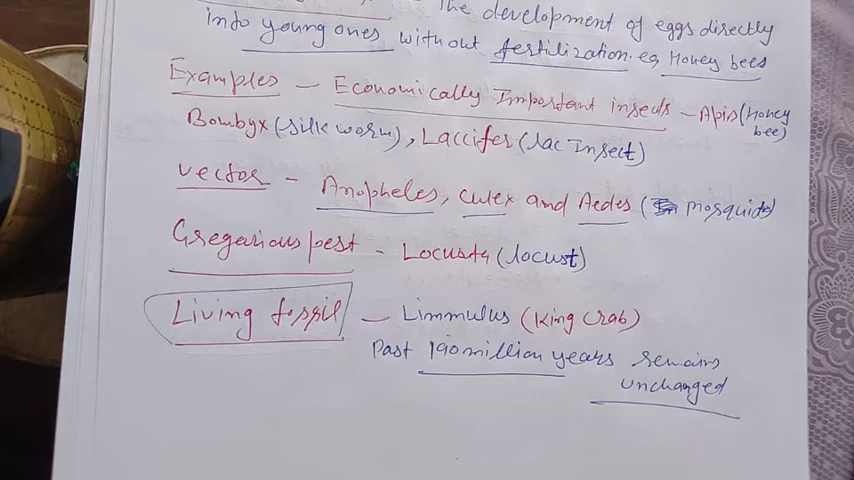 The development of eggs directly
into young ones without fertilization. eg, Honey bees
Examples - Economically Important insects - Apis (Honey bee)
Bombyx (silk worm), Laccifer (lac Insect)
vector - Anopheles, Culex and Aedes ( mosquito)
Gregarious pest - Locusta (locust)
Living fossil - Limmulus (King Crab)
Past 190 million years remains
unchanged